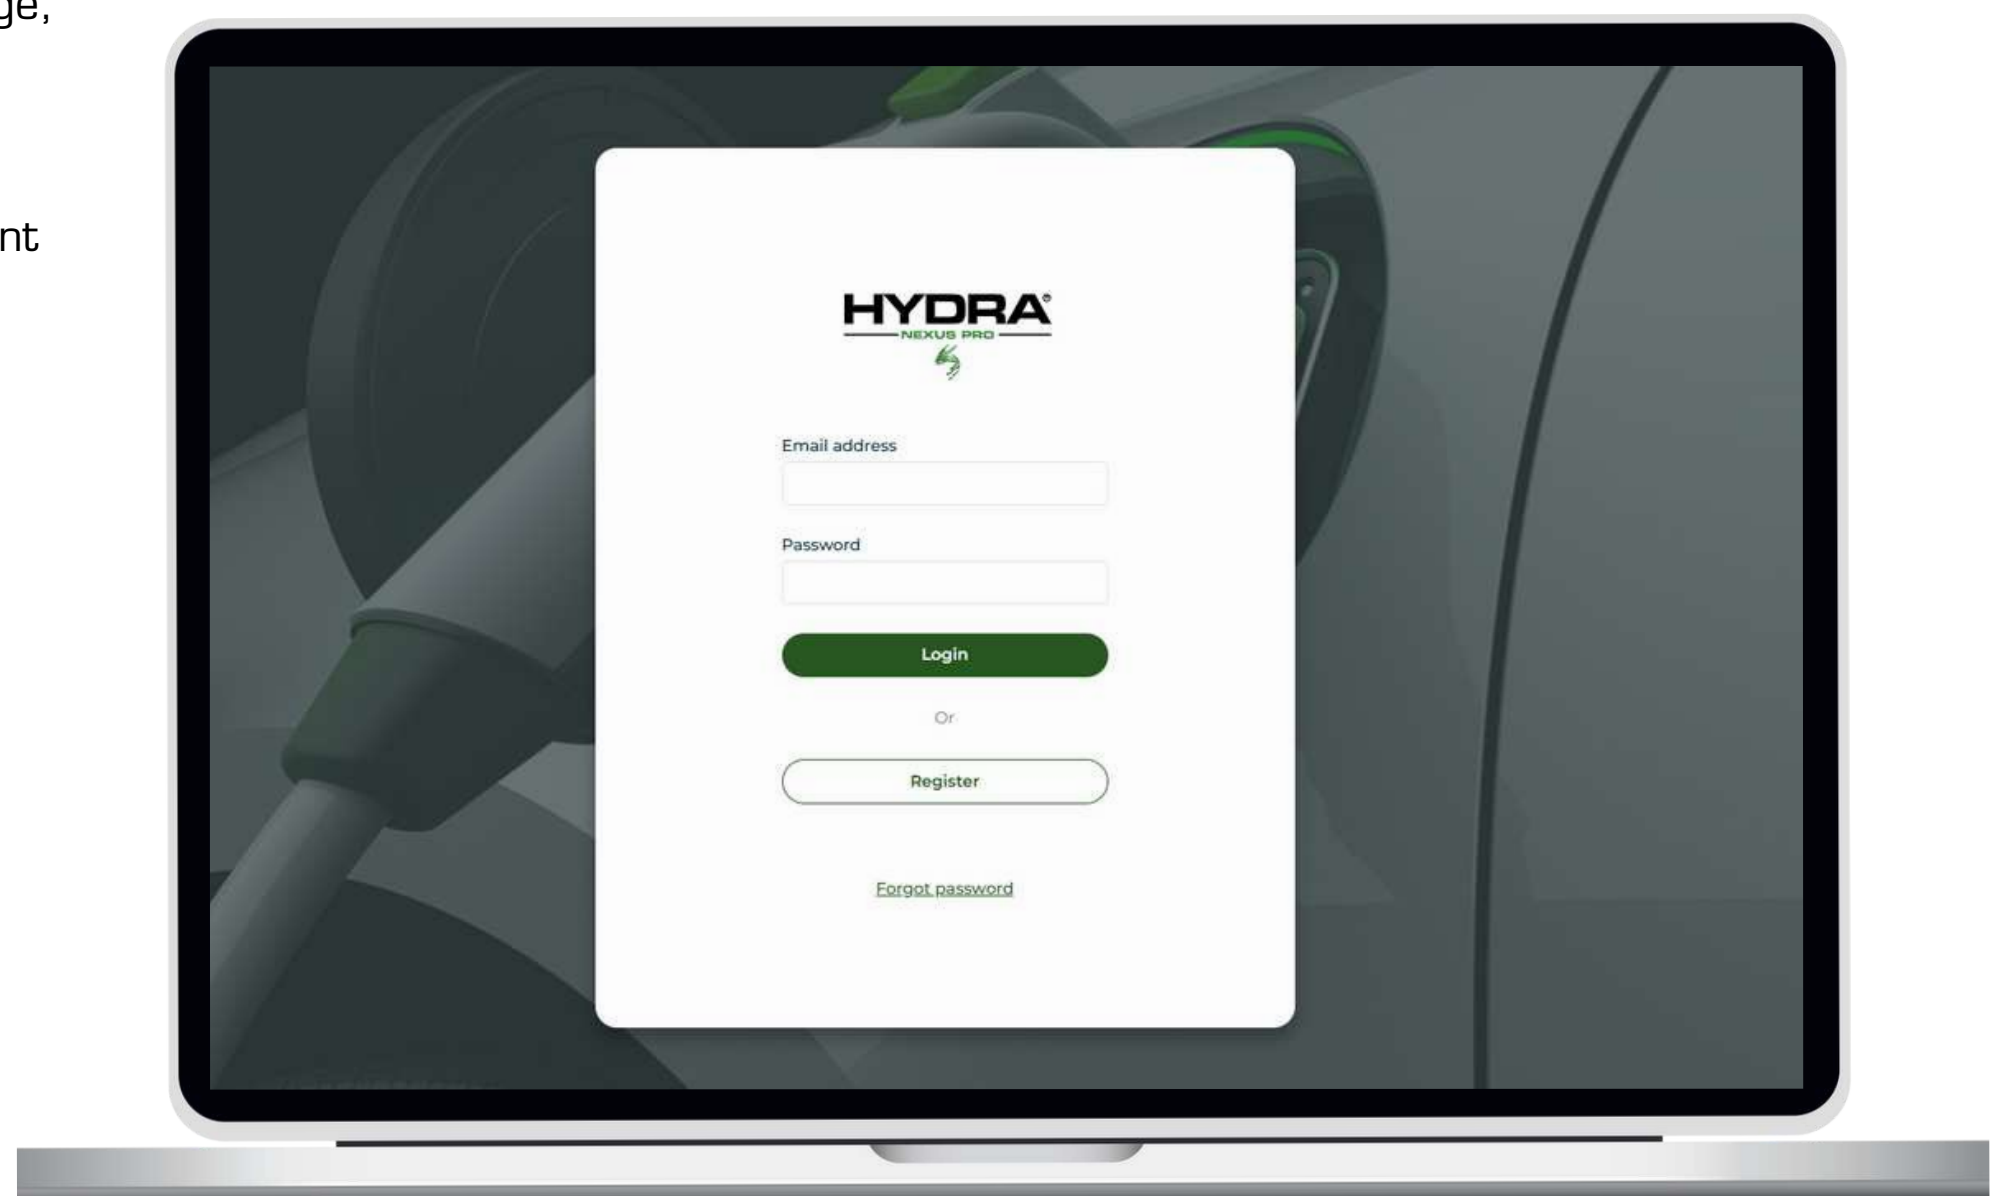 ge,
nt
HYDRA®
NEXUS PRO
Email address
Password
Login
Or
Register
Forgot password